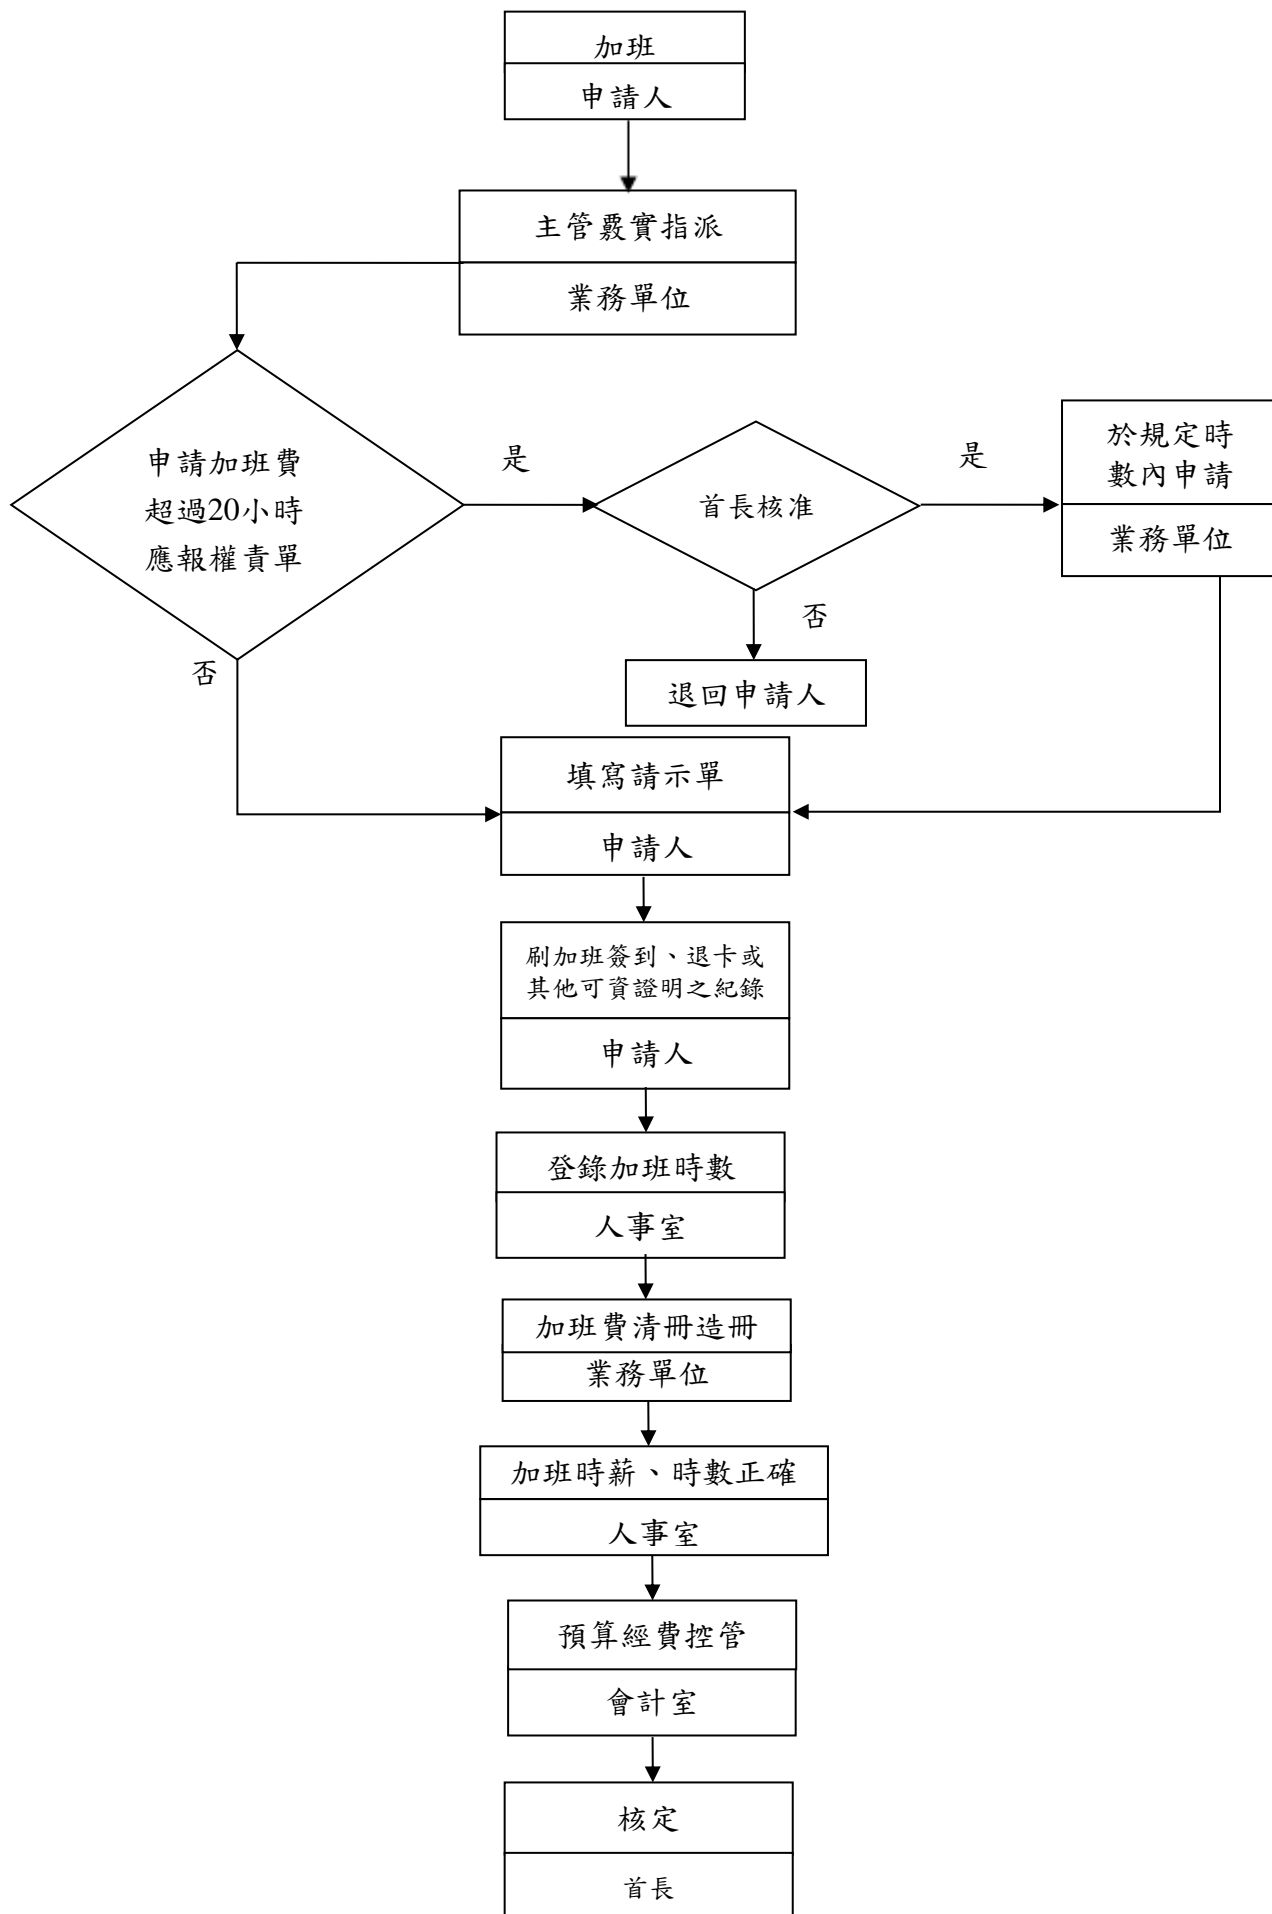 加班
申請人
主管覈實指派
業務單位
申請加班費
超過20小時
應報權責單
是
首長核准
是
於規定時
數內申請
業務單位
否
否
退回申請人
填寫請示單
申請人
刷加班簽到、退卡或
其他可資證明之紀錄
申請人
登錄加班時數
人事室
加班費清冊造冊
業務單位
加班時薪、時數正確
人事室
預算經費控管
會計室
核定
首長